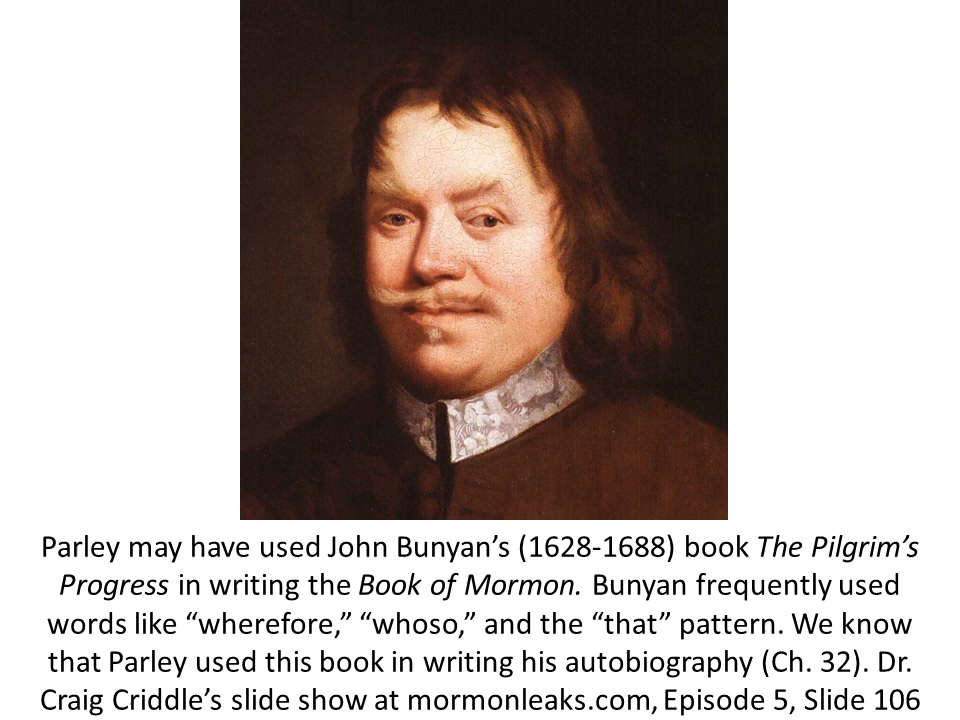 Parley may have used John Bunyan’s (1628-1688) book The Pilgrim’s
Progress in writing the Book of Mormon. Bunyan frequently used
words like “wherefore,” “whoso,” and the “that” pattern. We know
that Parley used this book in writing his autobiography (Ch. 32). Dr.
Craig Criddle’s slide show at mormonleaks.com, Episode 5, Slide 106